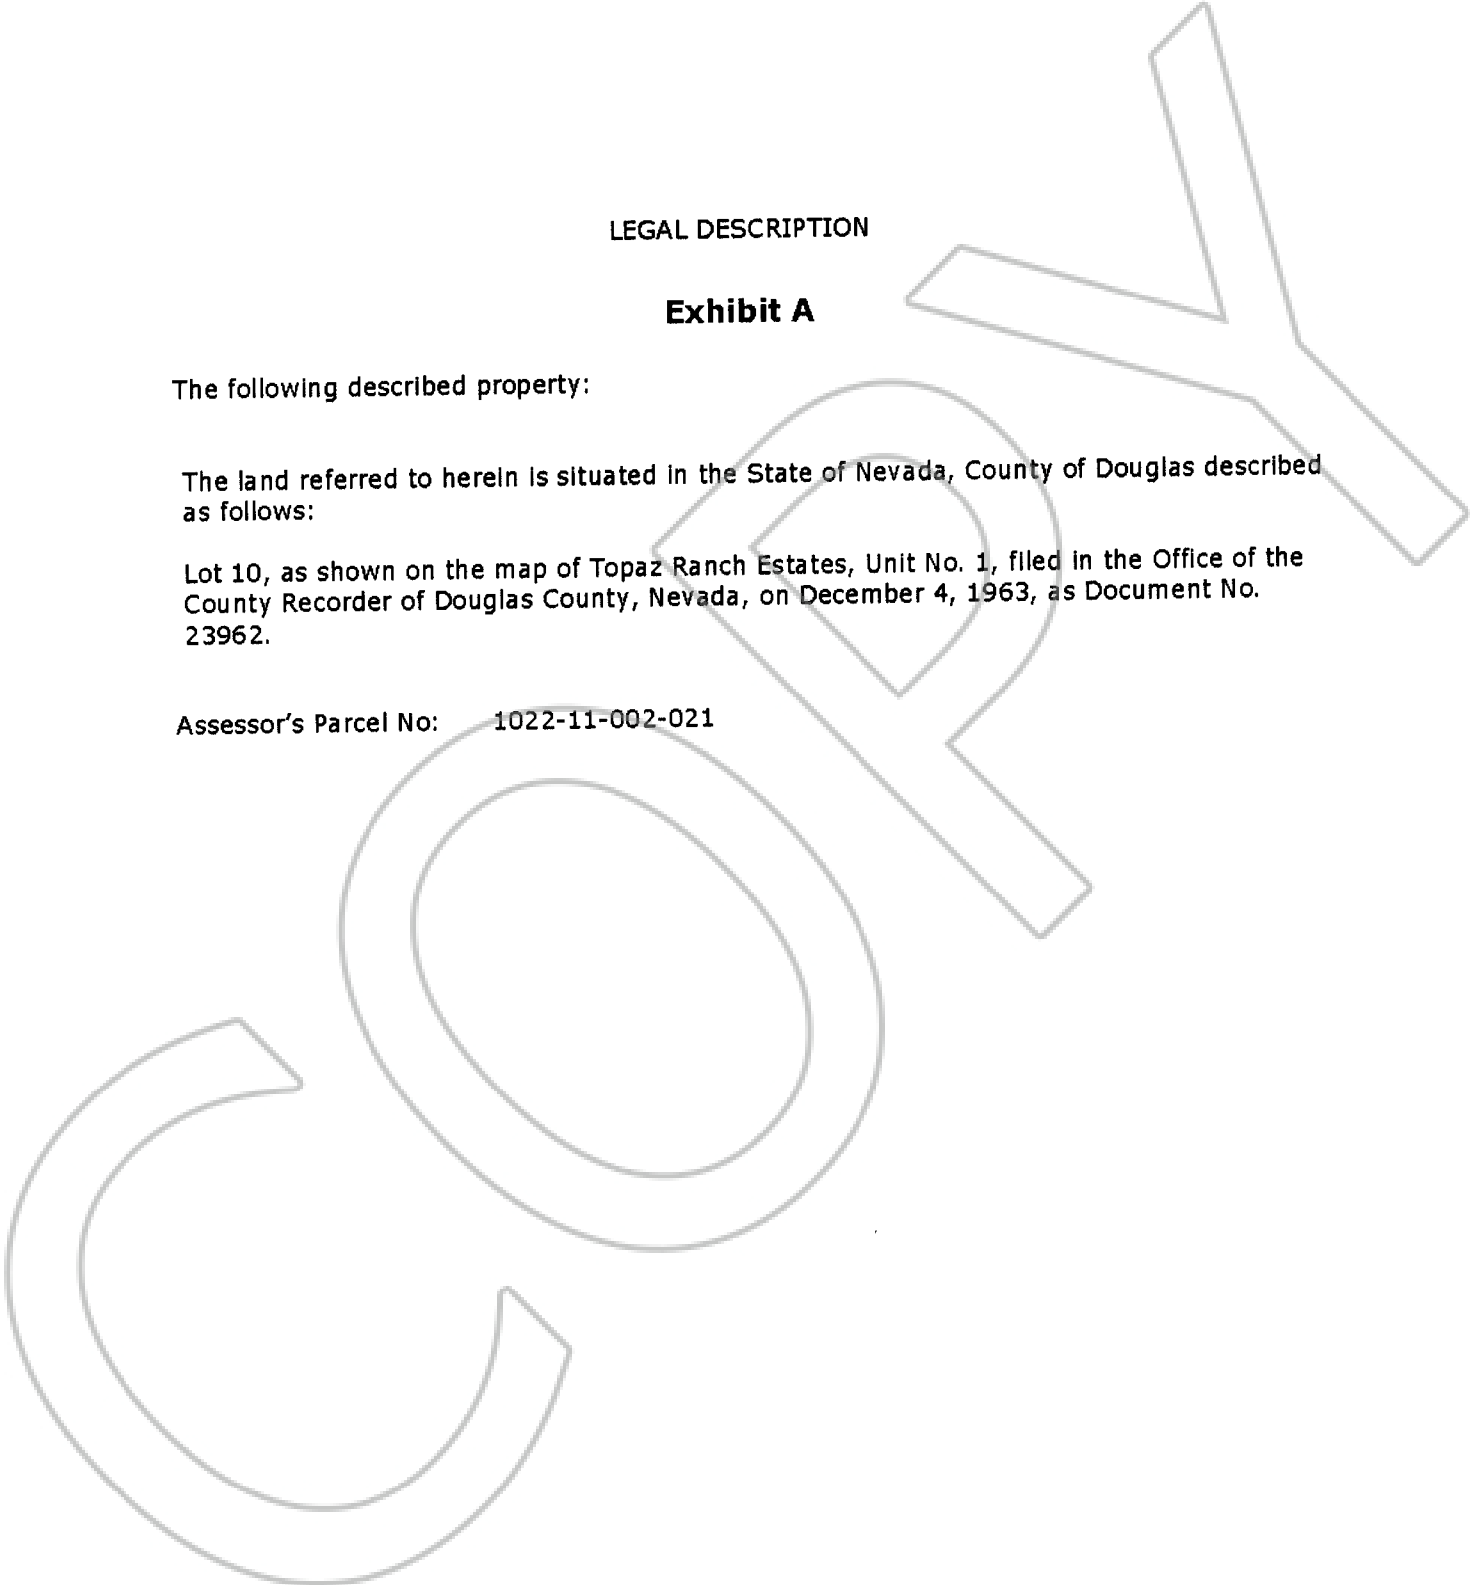 LEGAL DESCRIPTION
Exhibit A
The following described property:
The land referred to herein is situated in the State of Nevada, County of Douglas described
as follows:
Lot 10, as shown on the map of Topaz Ranch Estates, Unit No. 1, filed in the Office of the
County Recorder of Douglas County, Nevada, on December 4, 1963, as Document No.
23962.
Assessor's Parcel No: 1022-11-002-021
COPY